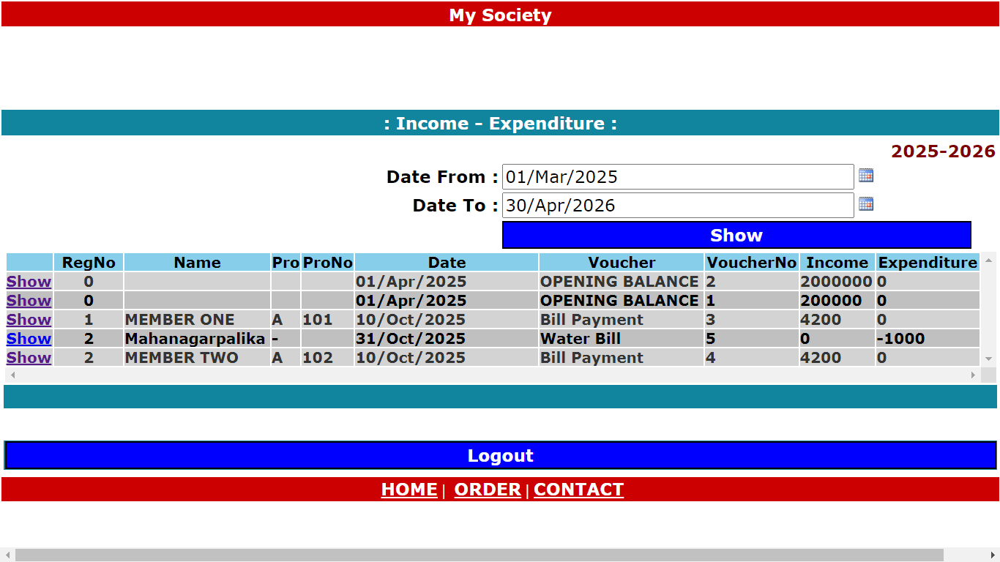 My Society
: Income - Expenditure :
2025-2026
Date From : 01/Mar/2025
Date To : 30/Apr/2026
Show
RegNo Name Pro ProNo Date Voucher VoucherNo Income Expenditure
Show 0 01/Apr/2025 OPENING BALANCE 2 2000000 0
Show 0 01/Apr/2025 OPENING BALANCE 1 200000 0
Show 1 MEMBER ONE A 101 10/Oct/2025 Bill Payment 3 4200 0
Show 2 Mahanagarpalika - 31/Oct/2025 Water Bill 5 0 -1000
Show 2 MEMBER TWO A 102 10/Oct/2025 Bill Payment 4 4200 0
Logout
HOME | ORDER | CONTACT